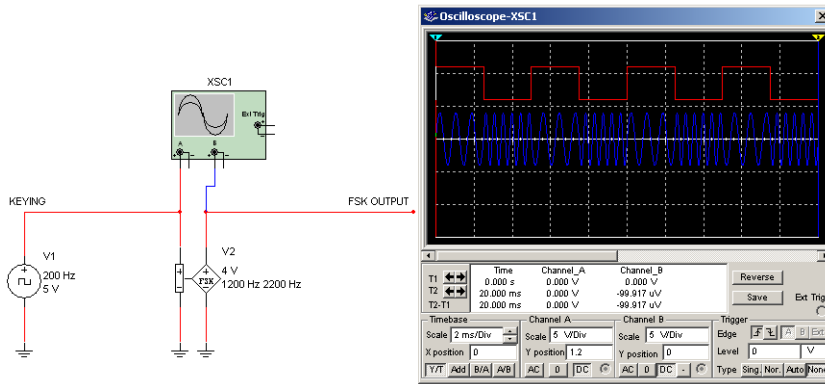 XSC1
Ext Trig
A
B
KEYING
FSK OUTPUT
V1
200 Hz
5 V
V2
4 V
1200 Hz 2200 Hz
FSK
Oscilloscope-XSC1
1
Time Channel_A Channel_B
T1 0.000 s 0.000 V 0.000 V
T2 20.000 ms 0.000 V -99.917 uV
T2-T1 20.000 ms 0.000 V -99.917 uV
Reverse
Save
Ext Trig
Timebase
Scale 2 ms/Div
X position 0
Y/T Add B/A A/B
Channel A
Scale 5 V/Div
Y position 1.2
AC 0 DC
Channel B
Scale 5 V/Div
Y position 0
AC 0 DC -
Trigger
Edge A B Ext
Level 0 V
Type Sing. Nor. Auto None